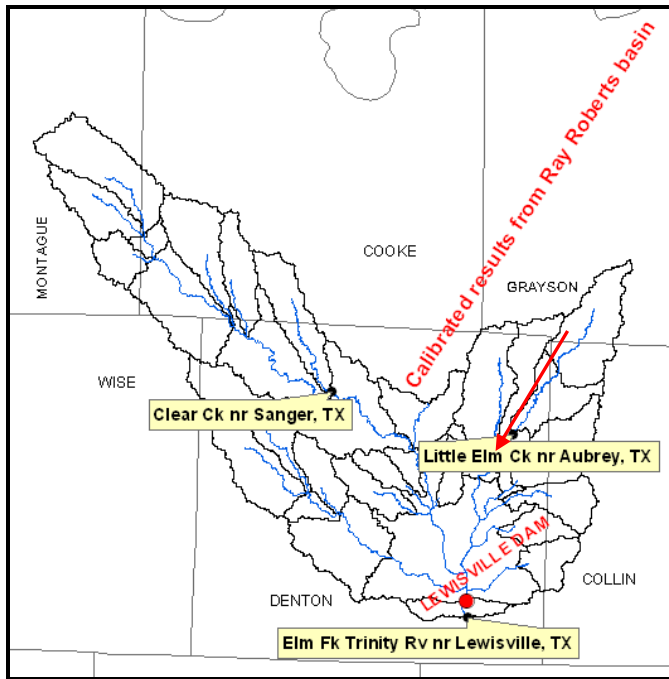 Calibrated results from Ray Roberts basin
MONTAGUE
COOKE
GRAYSON
WISE
Clear Ck nr Sanger, TX
Little Elm Ck nr Aubrey, TX
LEWISVILLE DAM
COLLIN
DENTON
Elm Fk Trinity Rv nr Lewisville, TX